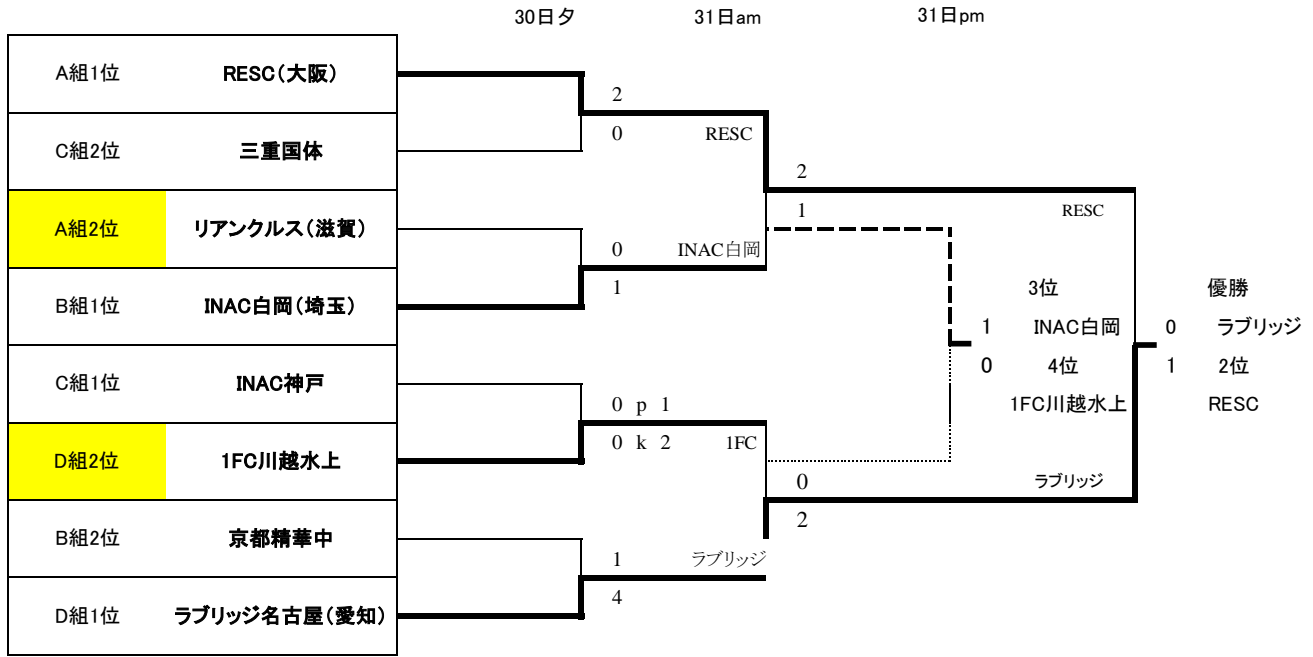 30日夕 31日am 31日pm
A組1位 RESC（大阪）
2
C組2位 三重国体
0 RESC
2
A組2位 リアンクルス（滋賀）
1 RESC
0 INAC白岡
B組1位 INAC白岡（埼玉）
1
3位 優勝
1 INAC白岡 0 ラブリッジ
0 4位 1 2位
C組1位 INAC神戸
0 p 1
1FC川越水上 RESC
0 k 2 1FC
D組2位 1FC川越水上
0 ラブリッジ
2
B組2位 京都精華中
1 ラブリッジ
4
D組1位 ラブリッジ名古屋（愛知）